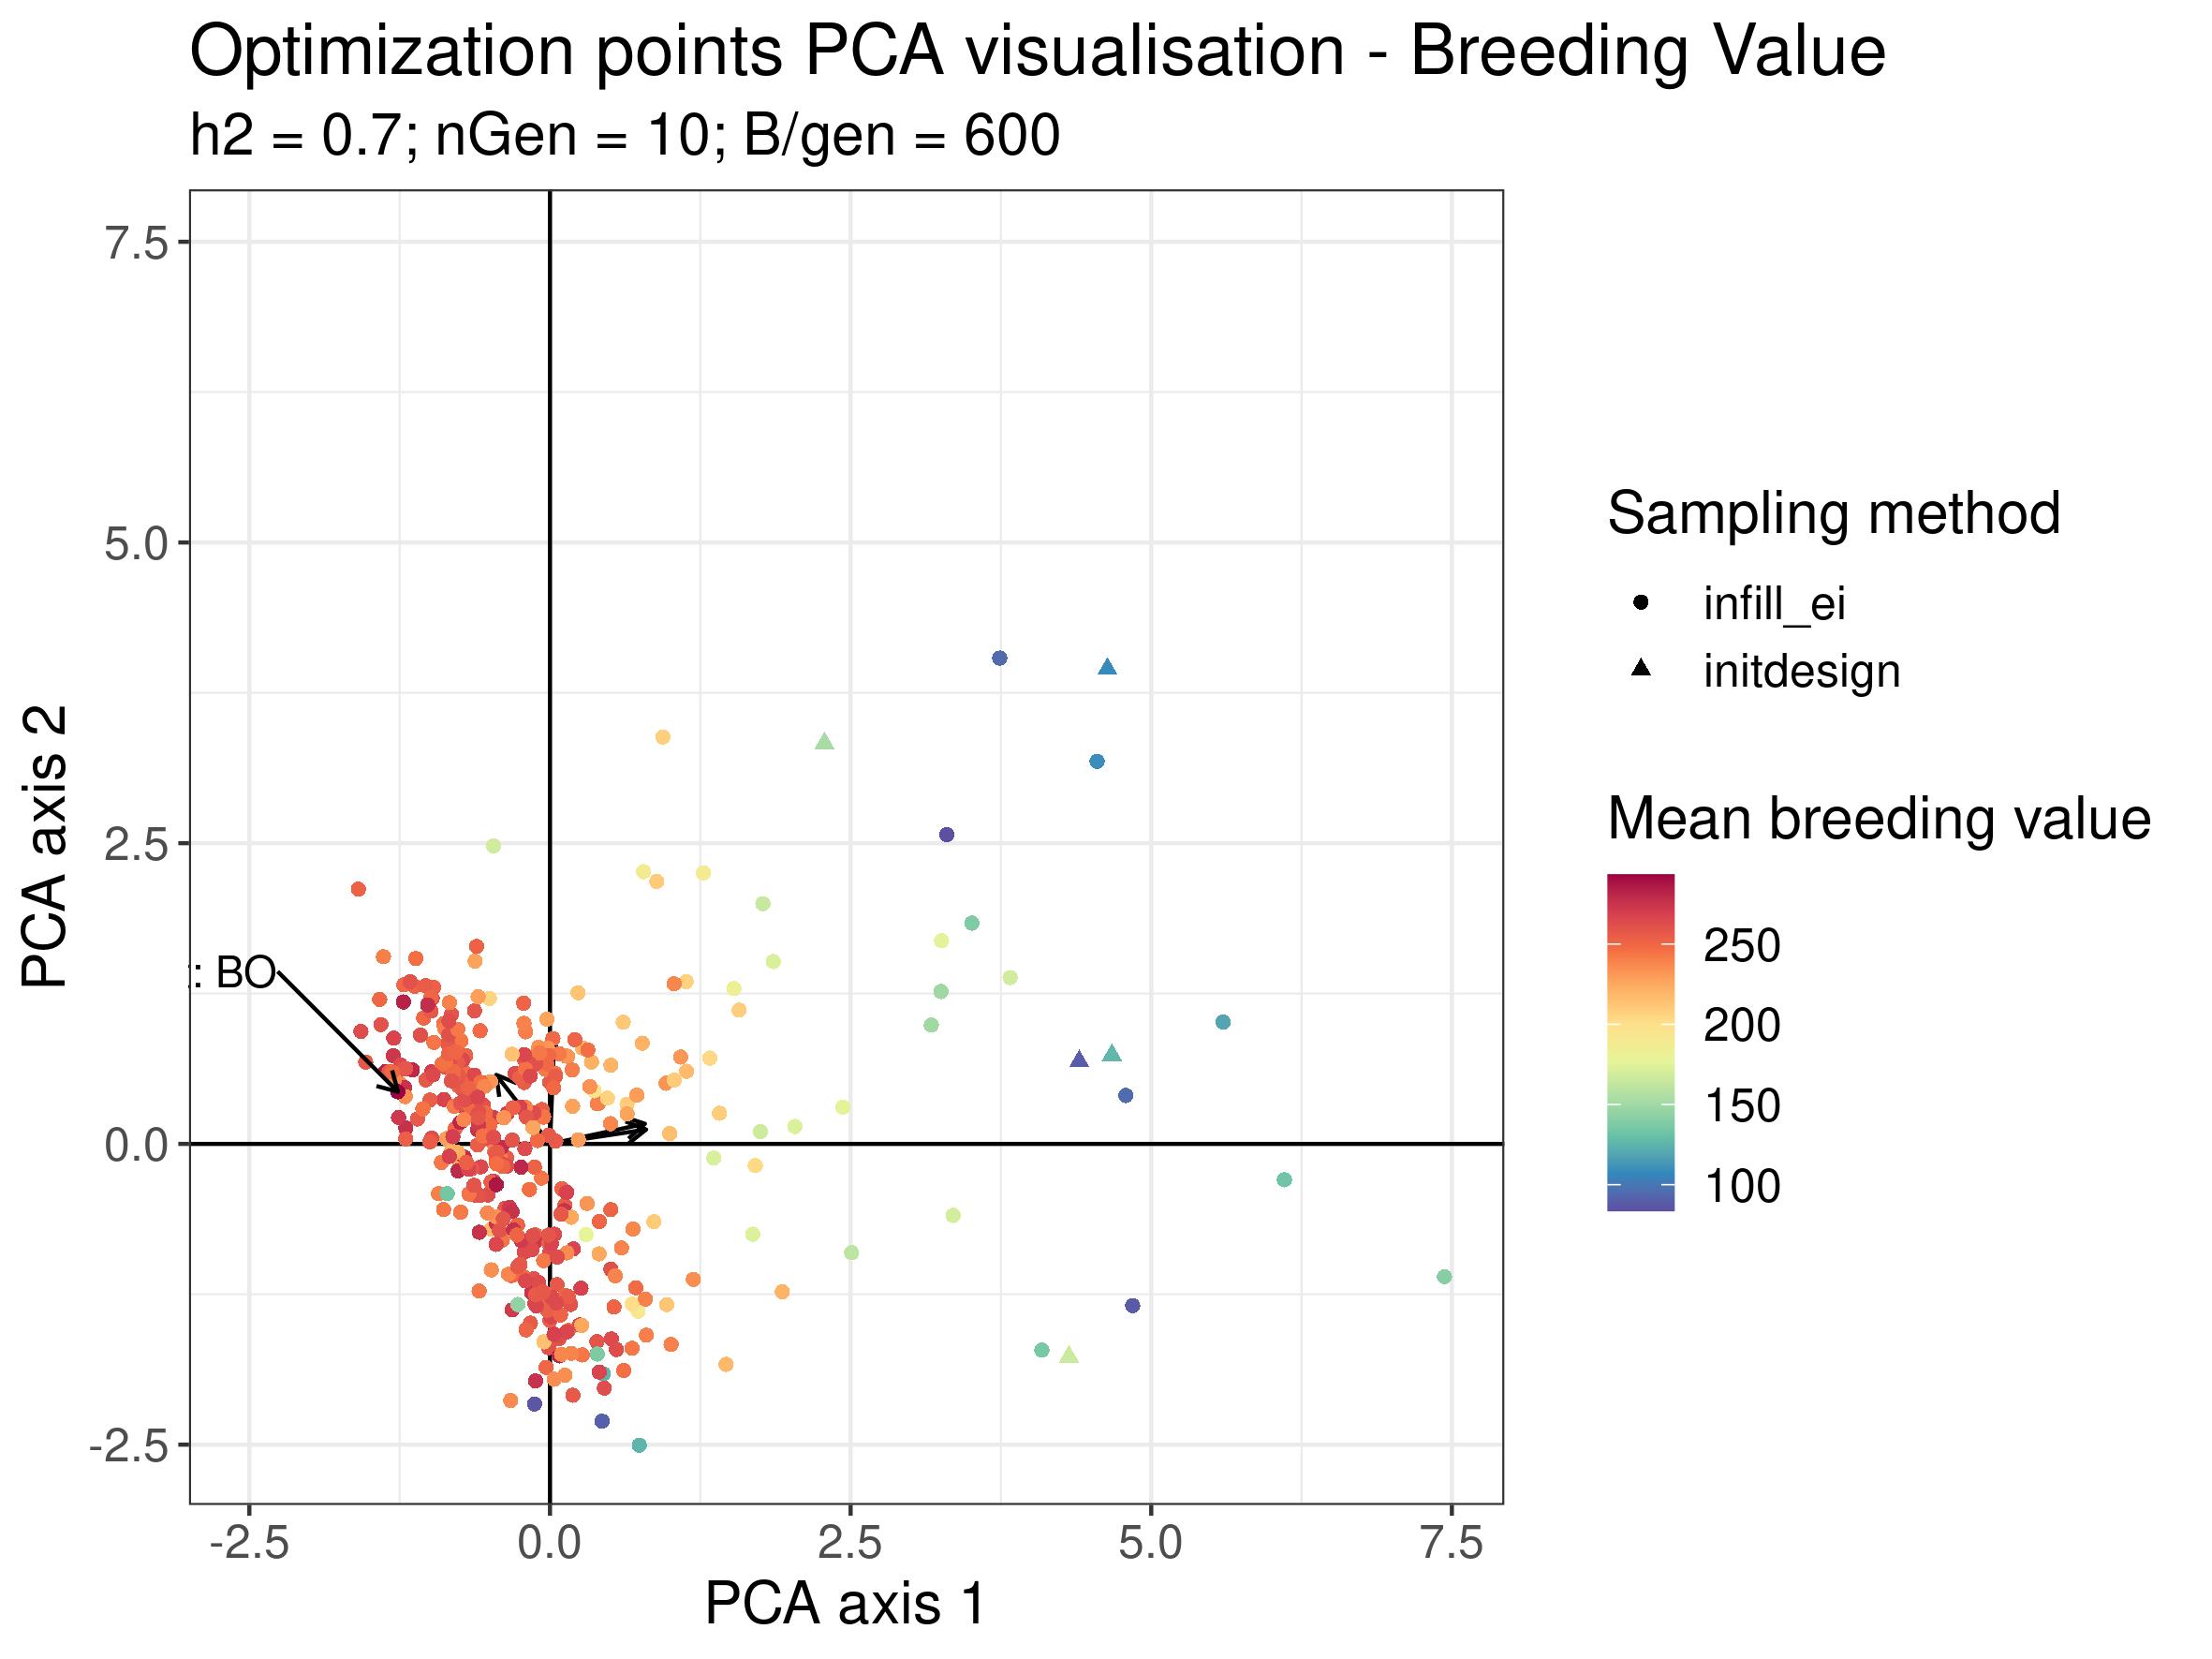 Optimization points PCA visualisation - Breeding Value
h2 = 0.7; nGen = 10; B/gen = 600
PCA axis 2
7.5
5.0
2.5
0.0
-2.5
: BO
-2.5
0.0
2.5
5.0
7.5
PCA axis 1
Sampling method
infill_ei
initdesign
Mean breeding value
250
200
150
100